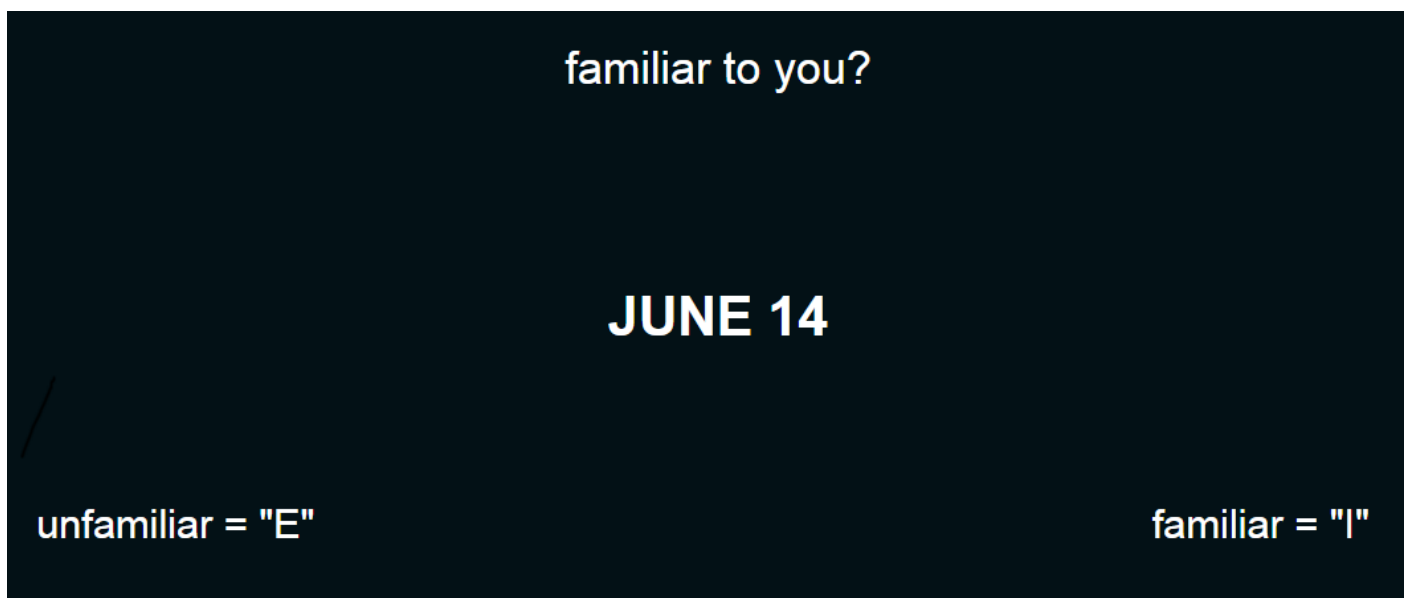 familiar to you?
JUNE 14
unfamiliar = "E"
familiar = "I"